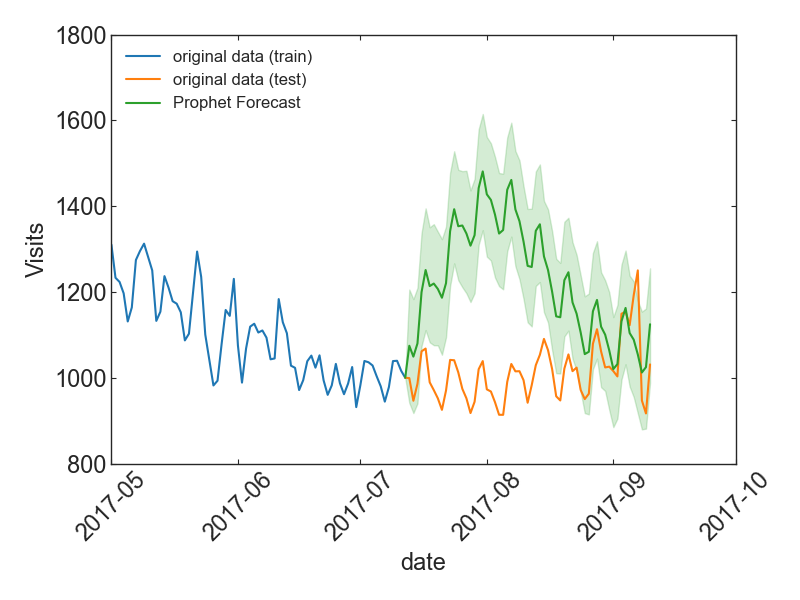 1800
1600
1400
1200
1000
800
Visits
original data (train)
original data (test)
Prophet Forecast
2017-05
2017-06
2017-07
2017-08
2017-09
2017-10
date